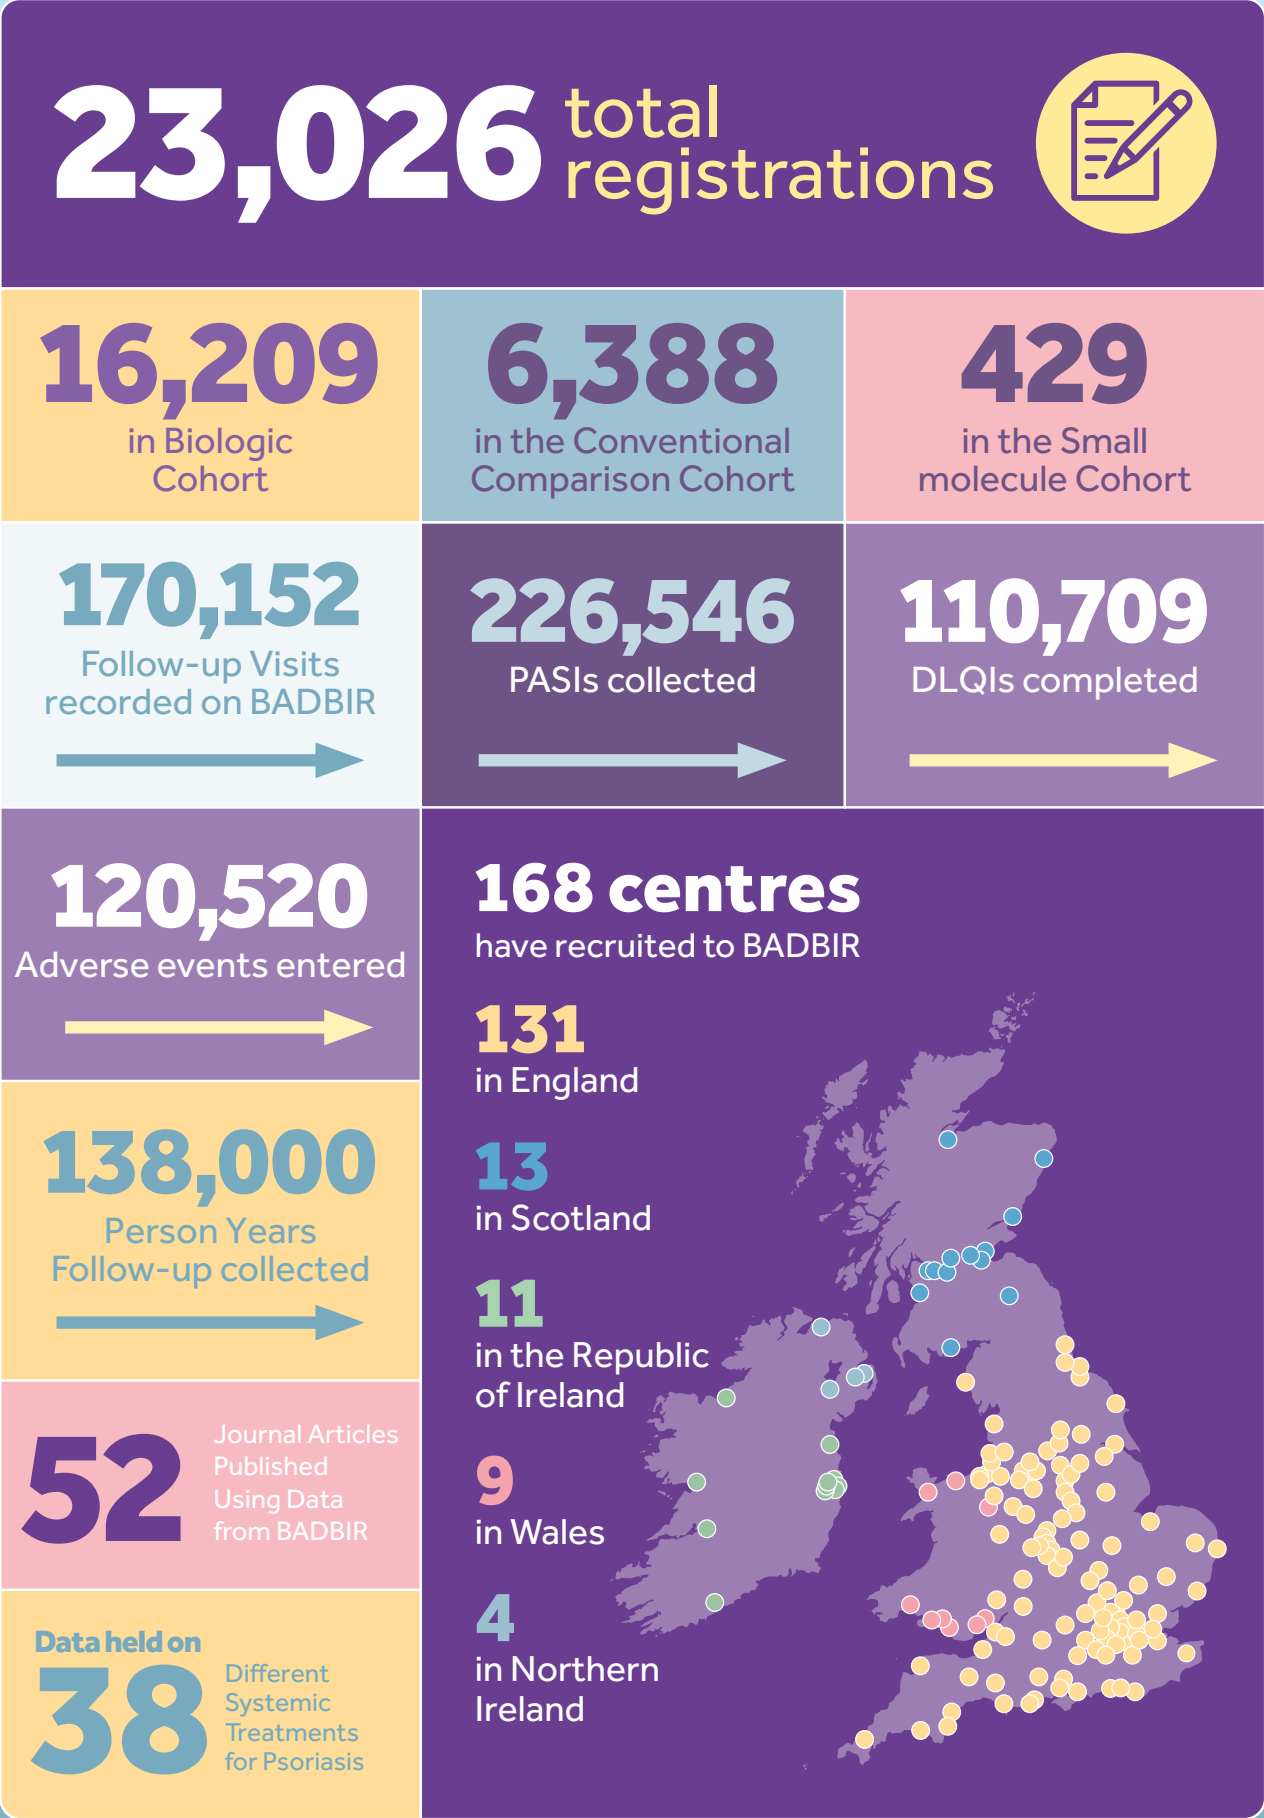 23,026 total
registrations
16,209
in Biologic
Cohort
6,388
in the Conventional
Comparison Cohort
429
in the Small
molecule Cohort
170,152
Follow-up Visits
recorded on BADBIR
226,546
PASIs collected
110,709
DLQIs completed
120,520
Adverse events entered
138,000
Person Years
Follow-up collected
52
Journal Articles
Published
Using Data
from BADBIR
Data held on
38
Different
Systemic
Treatments
for Psoriasis
168 centres
have recruited to BADBIR
131
in England
13
in Scotland
11
in the Republic
of Ireland
9
in Wales
4
in Northern
Ireland